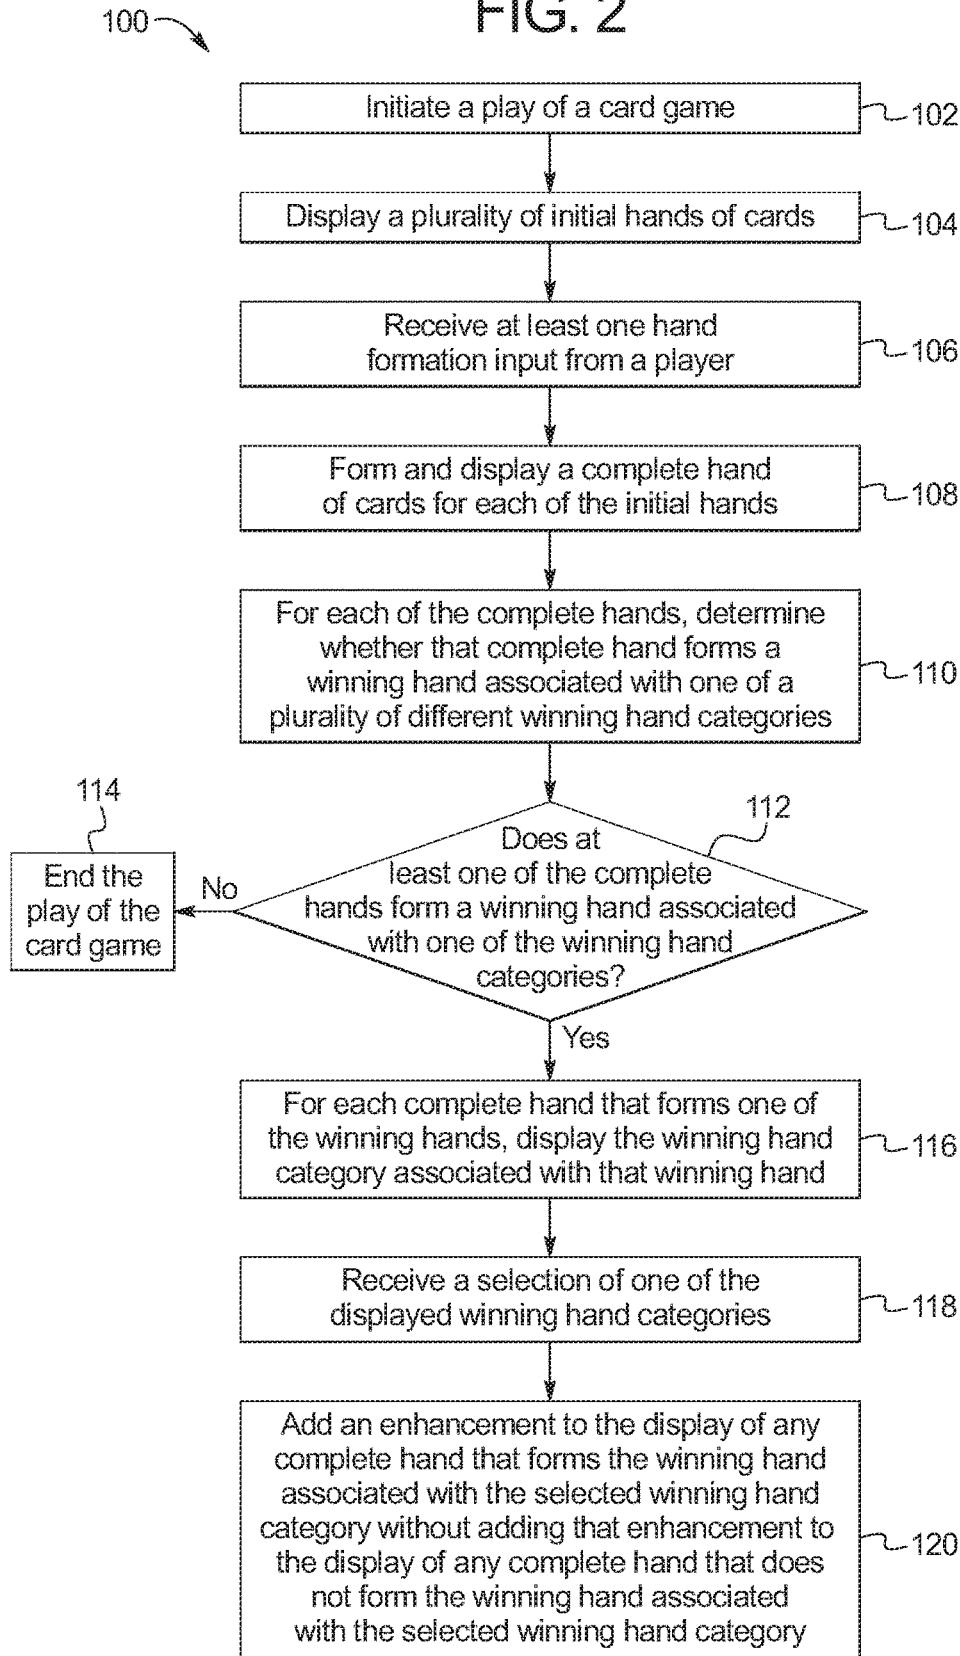 FIG. 2
100
Initiate a play of a card game
102
Display a plurality of initial hands of cards
104
Receive at least one hand
formation input from a player
106
Form and display a complete hand
of cards for each of the initial hands
108
For each of the complete hands, determine
whether that complete hand forms a
winning hand associated with one of a
plurality of different winning hand categories
110
114
End the
play of the
card game
No
112
Does at
least one of the complete
hands form a winning hand associated
with one of the winning hand
categories?
Yes
For each complete hand that forms one of
the winning hands, display the winning hand
category associated with that winning hand
116
Receive a selection of one of the
displayed winning hand categories
118
Add an enhancement to the display of any
complete hand that forms the winning hand
associated with the selected winning hand
category without adding that enhancement to
the display of any complete hand that does
not form the winning hand associated
with the selected winning hand category
120